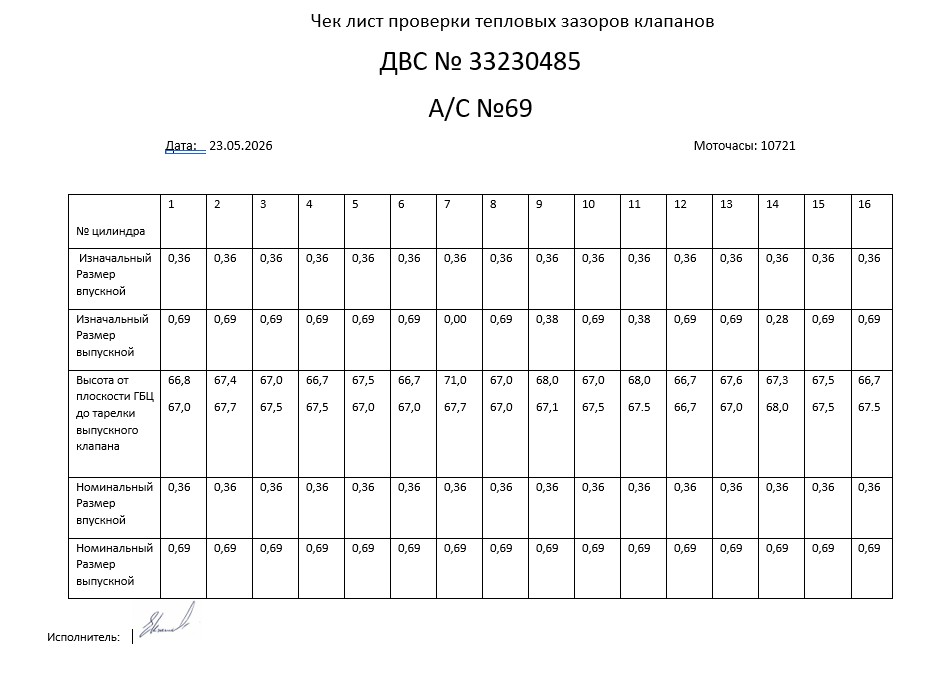 Чек лист проверки тепловых зазоров клапанов
ДВС № 33230485
А/С №69
Дата: 23.05.2026 Моточасы: 10721
№ цилиндра 1 2 3 4 5 6 7 8 9 10 11 12 13 14 15 16
Изначальный Размер впускной 0,36 0,36 0,36 0,36 0,36 0,36 0,36 0,36 0,36 0,36 0,36 0,36 0,36 0,36 0,36 0,36
Изначальный Размер выпускной 0,69 0,69 0,69 0,69 0,69 0,69 0,00 0,69 0,38 0,69 0,38 0,69 0,69 0,28 0,69 0,69
Высота от плоскости ГБЦ до тарелки выпускного клапана 66,8 67,4 67,0 66,7 67,5 66,7 71,0 67,0 68,0 67,0 68,0 66,7 67,6 67,3 67,5 66,7
67,0 67,7 67,5 67,5 67,0 67,0 67,7 67,0 67,1 67,5 67.5 66,7 67,0 68,0 67,5 67.5
Номинальный Размер впускной 0,36 0,36 0,36 0,36 0,36 0,36 0,36 0,36 0,36 0,36 0,36 0,36 0,36 0,36 0,36 0,36
Номинальный Размер выпускной 0,69 0,69 0,69 0,69 0,69 0,69 0,69 0,69 0,69 0,69 0,69 0,69 0,69 0,69 0,69 0,69
Исполнитель: